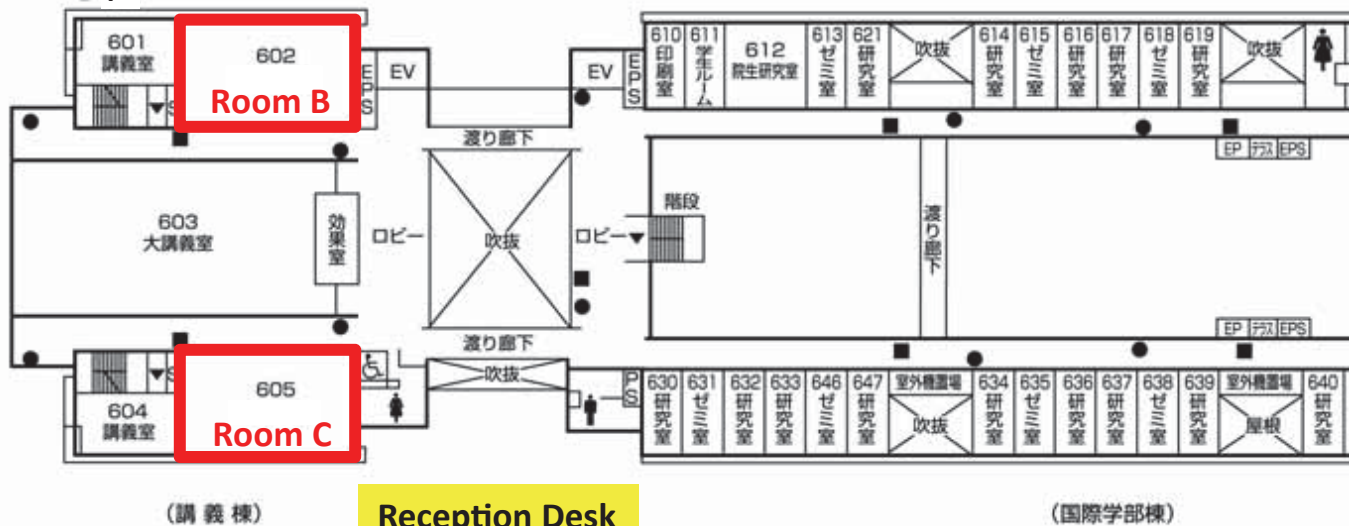 601
講義室
602
Room B
EPS
EV
EV
EPS
610
印刷室
611
学生ルーム
612
院生研究室
613
ゼミ室
621
研究室
吹抜
614
研究室
615
ゼミ室
616
研究室
617
研究室
618
ゼミ室
619
研究室
吹抜
渡り廊下
EP
テラス
EPS
603
大講義室
効果室
ロビー
吹抜
ロビー
階段
渡り廊下
EP
テラス
EPS
渡り廊下
吹抜
604
講義室
605
Room C
PS
630
研究室
631
ゼミ室
632
研究室
633
研究室
646
ゼミ室
647
研究室
室外機置場
吹抜
634
研究室
635
ゼミ室
636
研究室
637
研究室
638
ゼミ室
639
研究室
室外機置場
屋根
640
研究室
(講義棟)
Reception Desk
(国際学部棟)